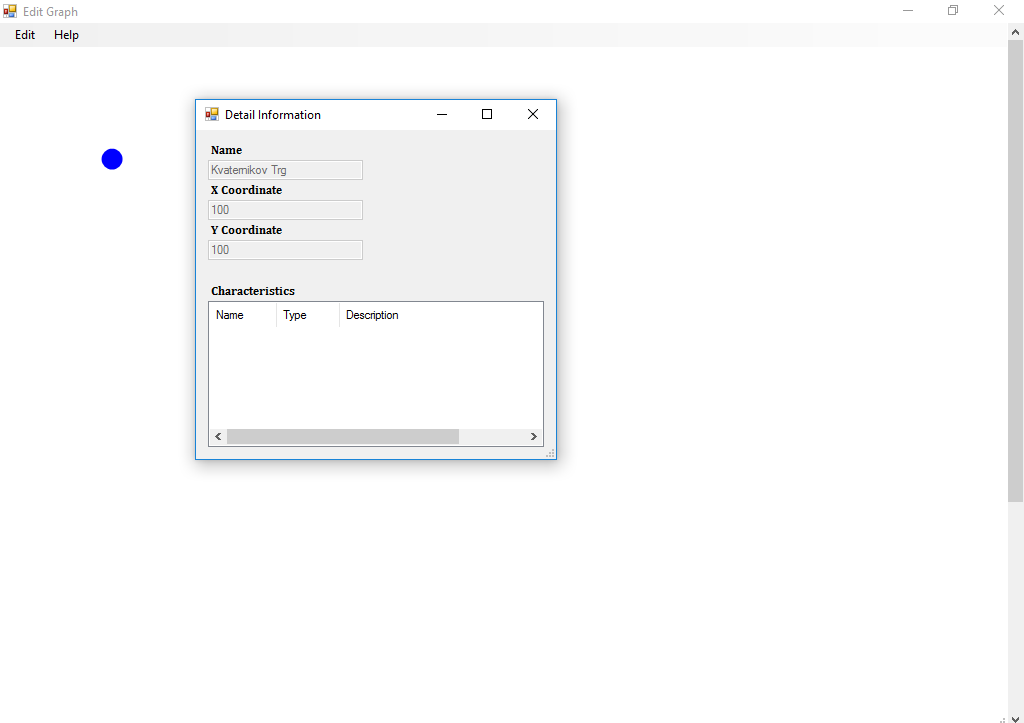 Edit Graph
Edit Help
Detail Information
Name
Kvaternikov Trg
X Coordinate
100
Y Coordinate
100
Characteristics
Name Type Description